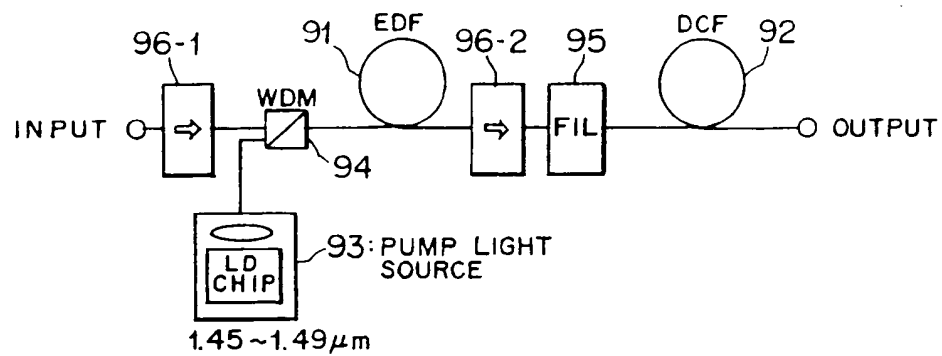 96-1
91
EDF
96-2
95
DCF
92
WDM
INPUT
94
FIL
OUTPUT
LD
CHIP
93: PUMP LIGHT
SOURCE
1.45~1.49μm